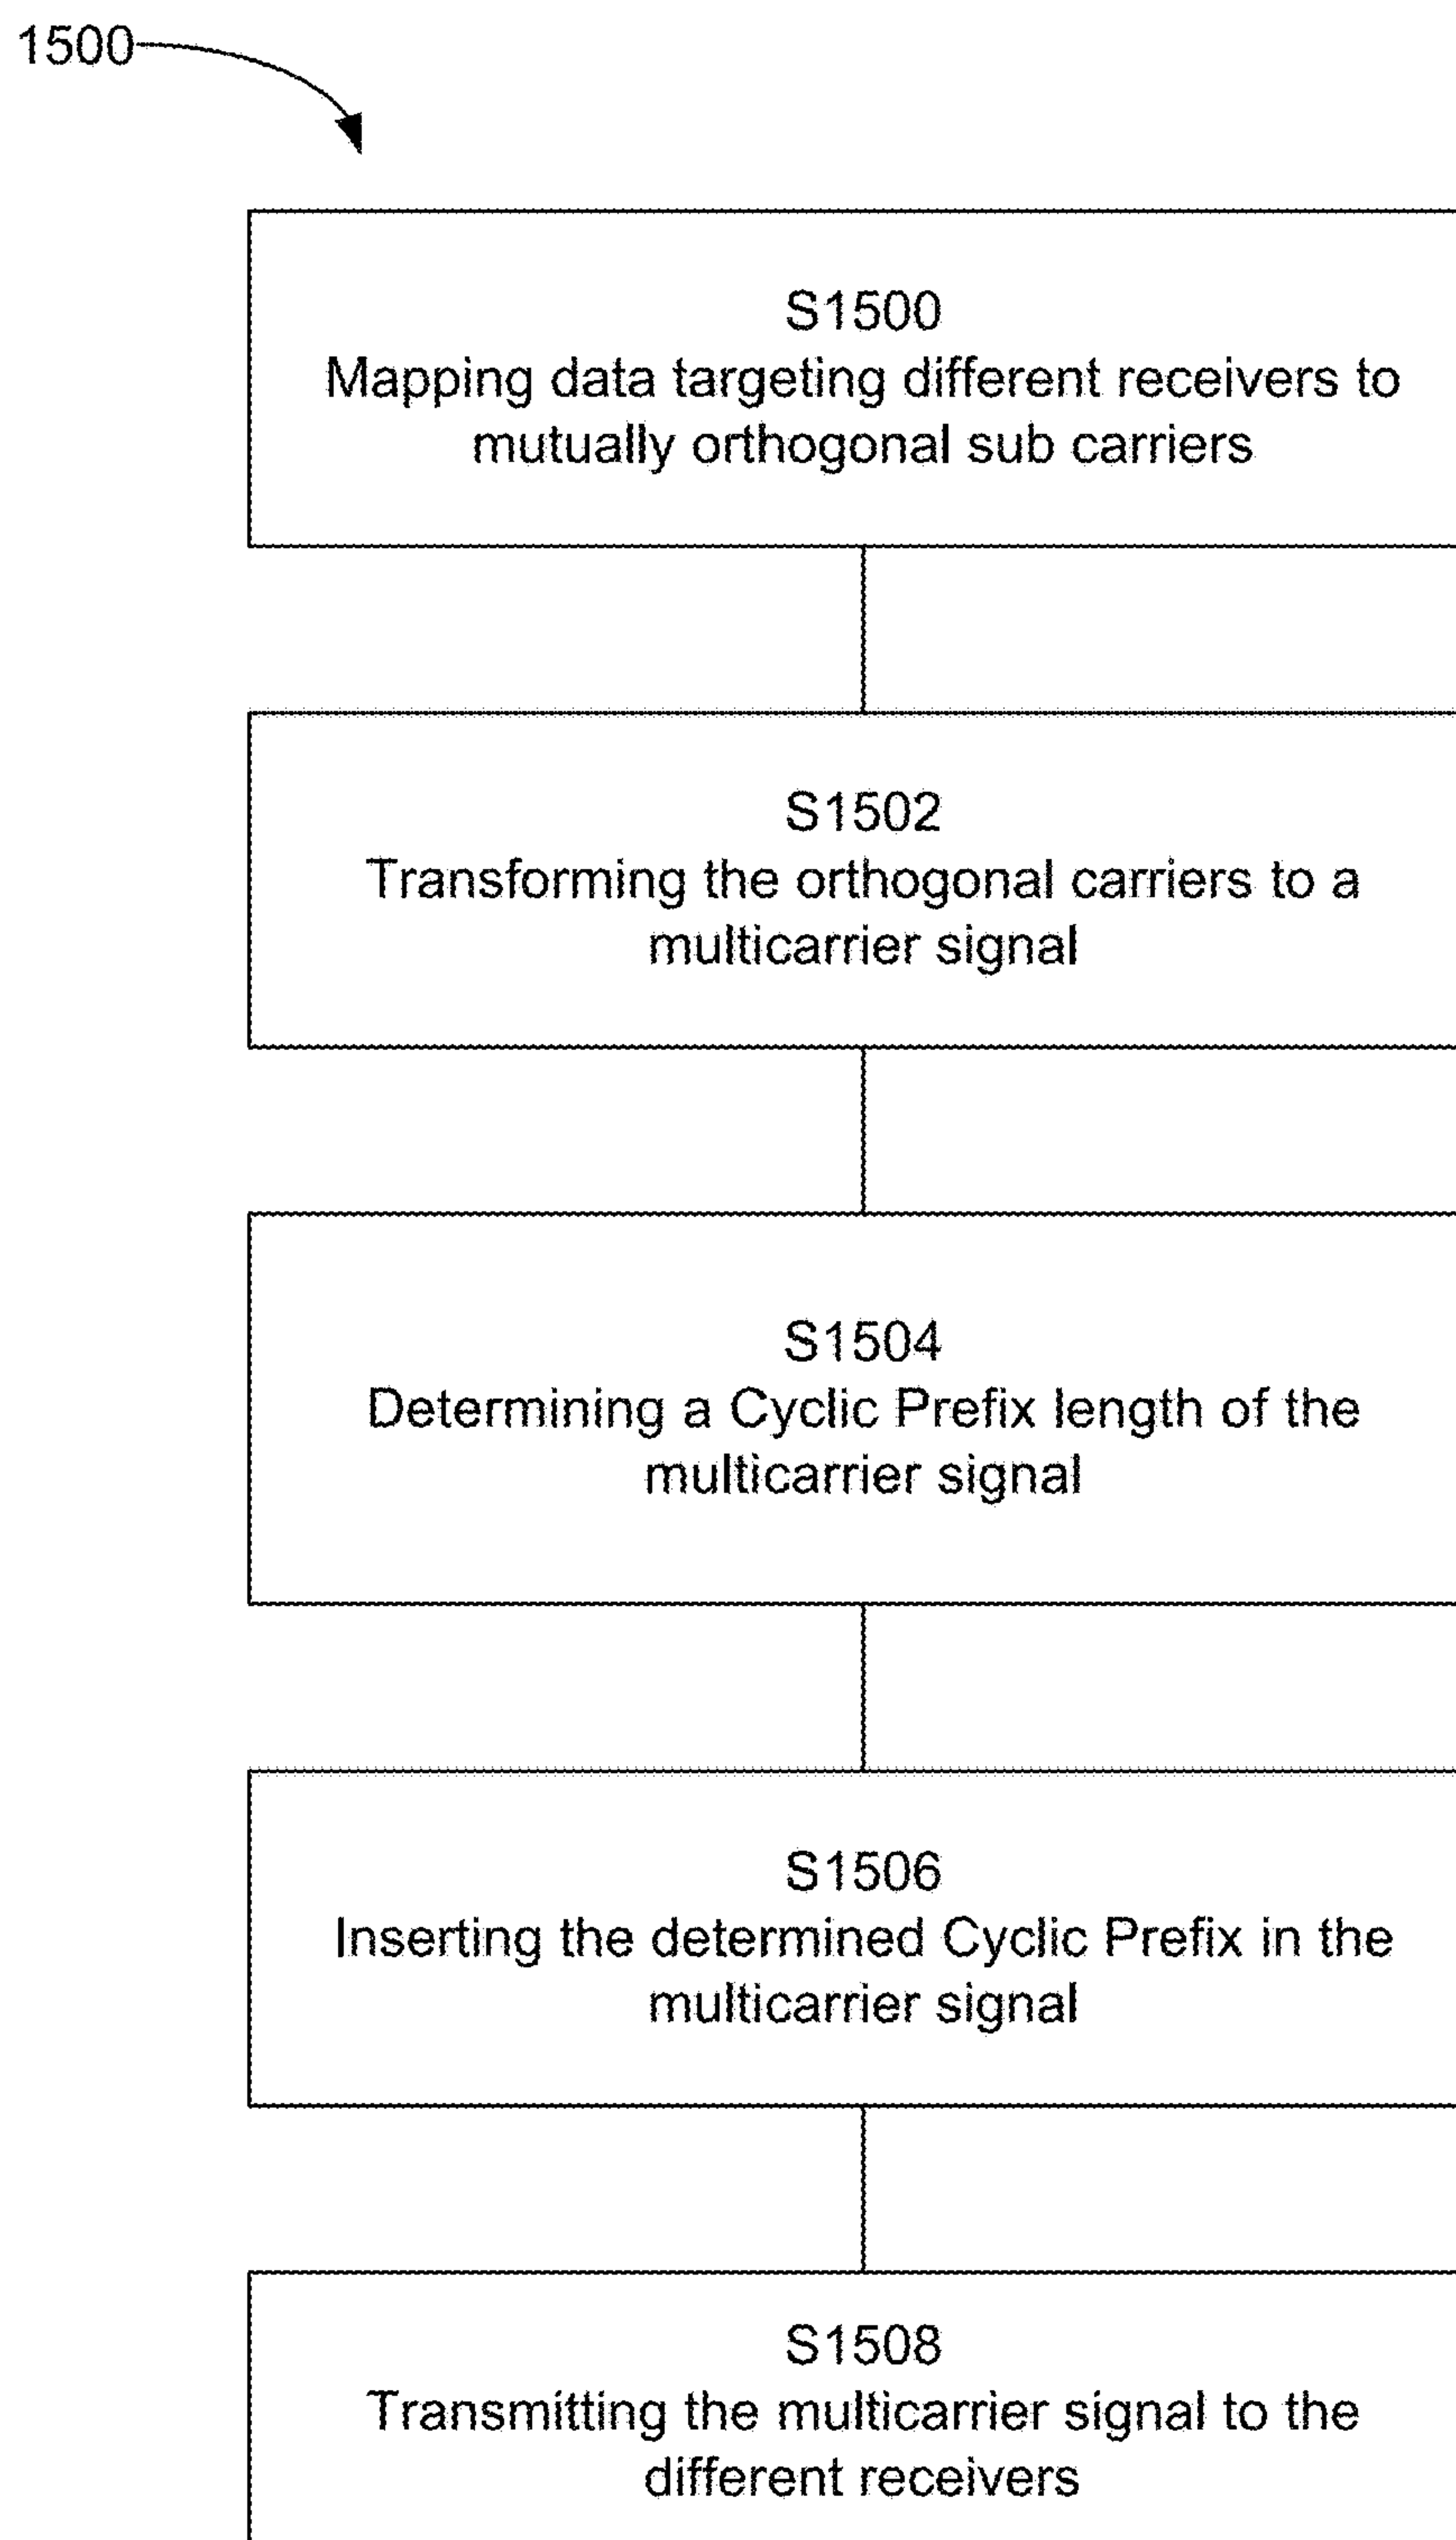 1500
S1500
Mapping data targeting different receivers to
mutually orthogonal sub carriers
S1502
Transforming the orthogonal carriers to a
multicarrier signal
S1504
Determining a Cyclic Prefix length of the
multicarrier signal
S1506
Inserting the determined Cyclic Prefix in the
multicarrier signal
S1508
Transmitting the multicarrier signal to the
different receivers